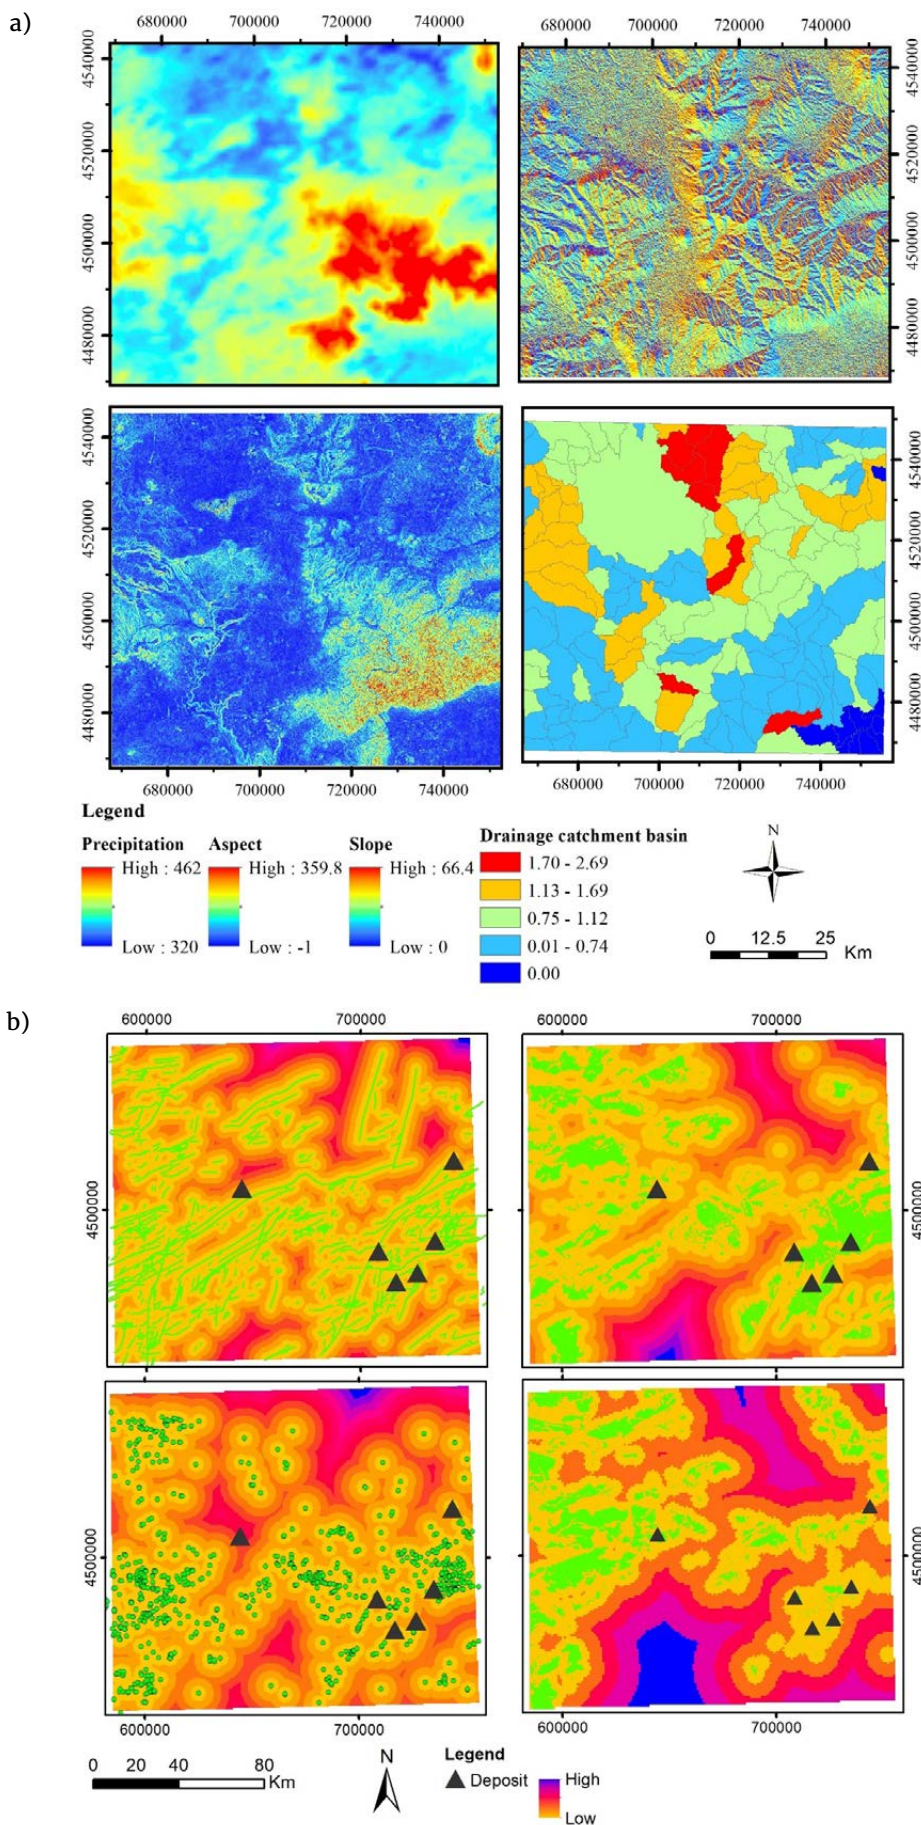 a)
680000 700000 720000 740000
680000 700000 720000 740000
4540000
4520000
4500000
4480000
4540000
4520000
4500000
4480000
4540000
4520000
4500000
4480000
4540000
4520000
4500000
4480000
680000 700000 720000 740000
680000 700000 720000 740000
Legend
Precipitation
High : 462
Low : 320
Aspect
High : 359.8
Low : -1
Slope
High : 66.4
Low : 0
Drainage catchment basin
1.70 - 2.69
1.13 - 1.69
0.75 - 1.12
0.01 - 0.74
0.00
N
0 12.5 25
Km
b)
600000 700000
600000 700000
4500000
4500000
4500000
4500000
4500000
600000 700000
600000 700000
0 20 40 80
Km
N
Legend
Deposit
High
Low